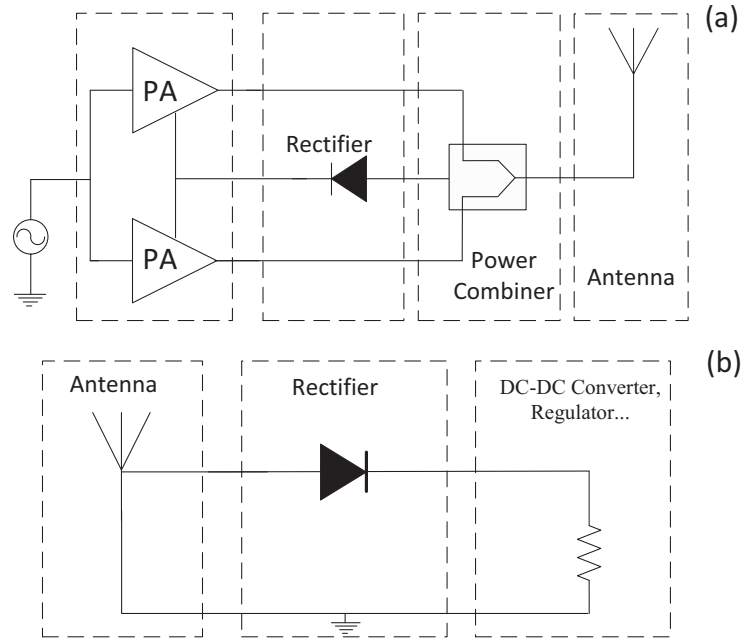 (a)
PA
Rectifier
PA
Power
Combiner
Antenna
(b)
Antenna
Rectifier
DC-DC Converter,
Regulator...